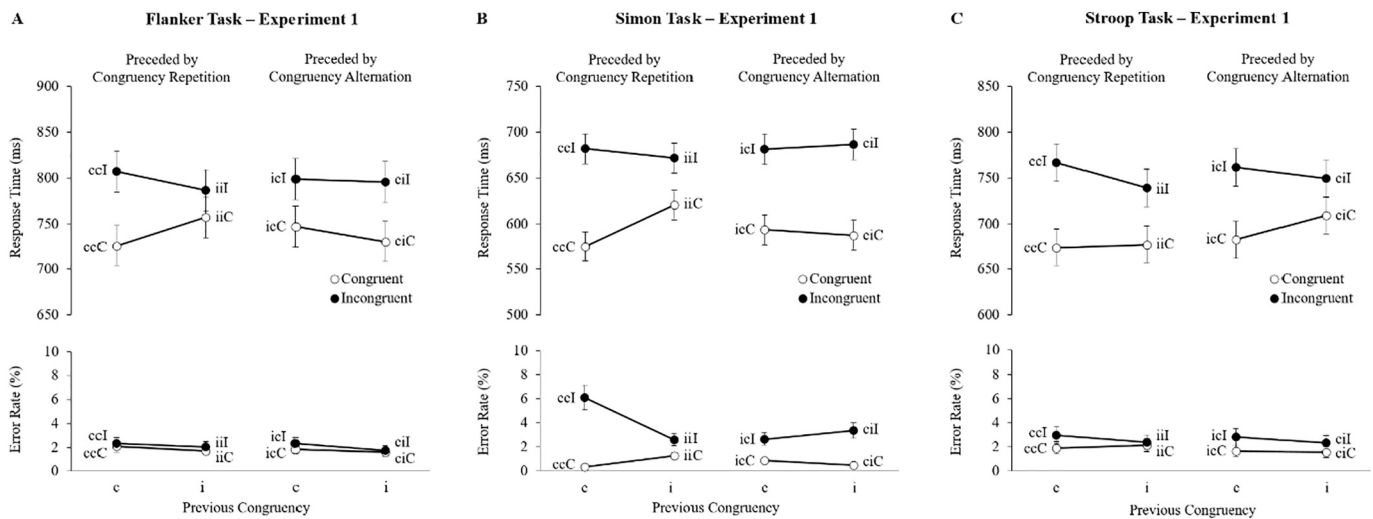 A
Flanker Task – Experiment 1
Preceded by
Congruency Repetition
Preceded by
Congruency Alternation
Response Time (ms)
900
850
800
750
700
650
ccI
iiI
ccC
iiC
icI
ciI
icC
ciC
Congruent
Incongruent
Error Rate (%)
10
8
6
4
2
0
ccI
iiI
ccC
iiC
icI
ciI
icC
ciC
c
i
c
i
Previous Congruency
B
Simon Task – Experiment 1
Preceded by
Congruency Repetition
Preceded by
Congruency Alternation
Response Time (ms)
750
700
650
600
550
500
ccI
iiI
ccC
iiC
icI
ciI
icC
ciC
Congruent
Incongruent
Error Rate (%)
10
8
6
4
2
0
ccI
iiI
ccC
iiC
icI
ciI
icC
ciC
c
i
c
i
Previous Congruency
C
Stroop Task – Experiment 1
Preceded by
Congruency Repetition
Preceded by
Congruency Alternation
Response Time (ms)
850
800
750
700
650
600
ccI
iiI
ccC
iiC
icI
ciI
icC
ciC
Congruent
Incongruent
Error Rate (%)
10
8
6
4
2
0
ccI
iiI
ccC
iiC
icI
ciI
icC
ciC
c
i
c
i
Previous Congruency